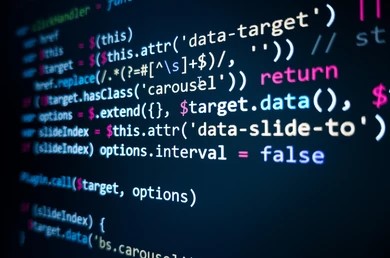 clickHandler = func
var href
var $this = $(this)
var $target = $($this.attr('data-target') ||
href.replace(/.*(?=#[^\s]+$)/, '')) // st
if (!$target.hasClass('carousel')) return
var options = $.extend({}, $target.data(), $
var slideIndex = $this.attr('data-slide-to')
if (slideIndex) options.interval = false
Plugin.call($target, options)
if (slideIndex) {
$target.data('bs.carousel
}